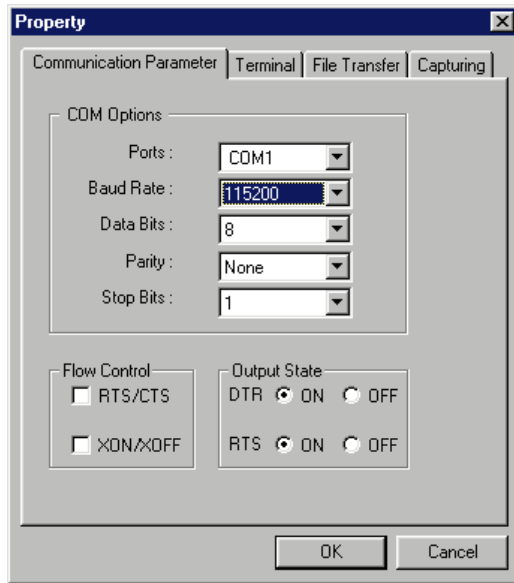 Property
Communication Parameter Terminal File Transfer Capturing
COM Options
Ports : COM1
Baud Rate : 115200
Data Bits : 8
Parity : None
Stop Bits : 1
Flow Control
RTS/CTS
XON/XOFF
Output State
DTR ON OFF
RTS ON OFF
OK Cancel